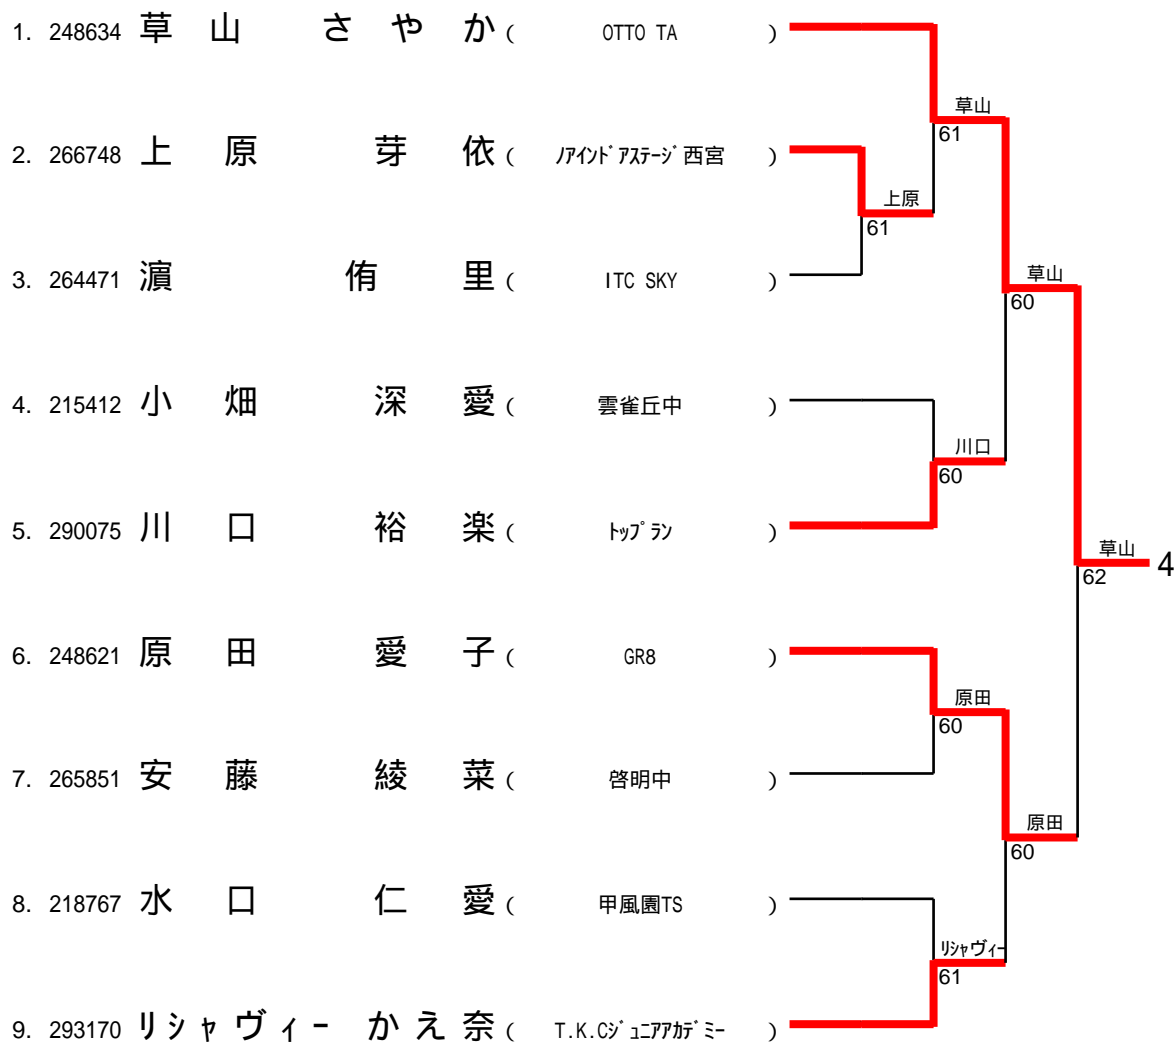 1. 248634 草山 さやか ( OTTO TA )
草山
61
2. 266748 上原 芽依 ( ﾉｱｲﾝﾄﾞｱｽﾃｰｼﾞ西宮 )
上原
61
3. 264471 濵 侑里 ( ITC SKY )
草山
60
4. 215412 小畑 深愛 ( 雲雀丘中 )
川口
60
5. 290075 川口 裕楽 ( ﾄｯﾌﾟﾗﾝ )
草山 4
62
6. 248621 原田 愛子 ( GR8 )
原田
60
7. 265851 安藤 綾菜 ( 啓明中 )
原田
60
8. 218767 水口 仁愛 ( 甲風園TS )
ﾘｼャヴィｰ
61
9. 293170 リシャヴィー かえ奈 ( T.K.Cｼﾞｭﾆｱｱｶﾃﾞﾐｰ )